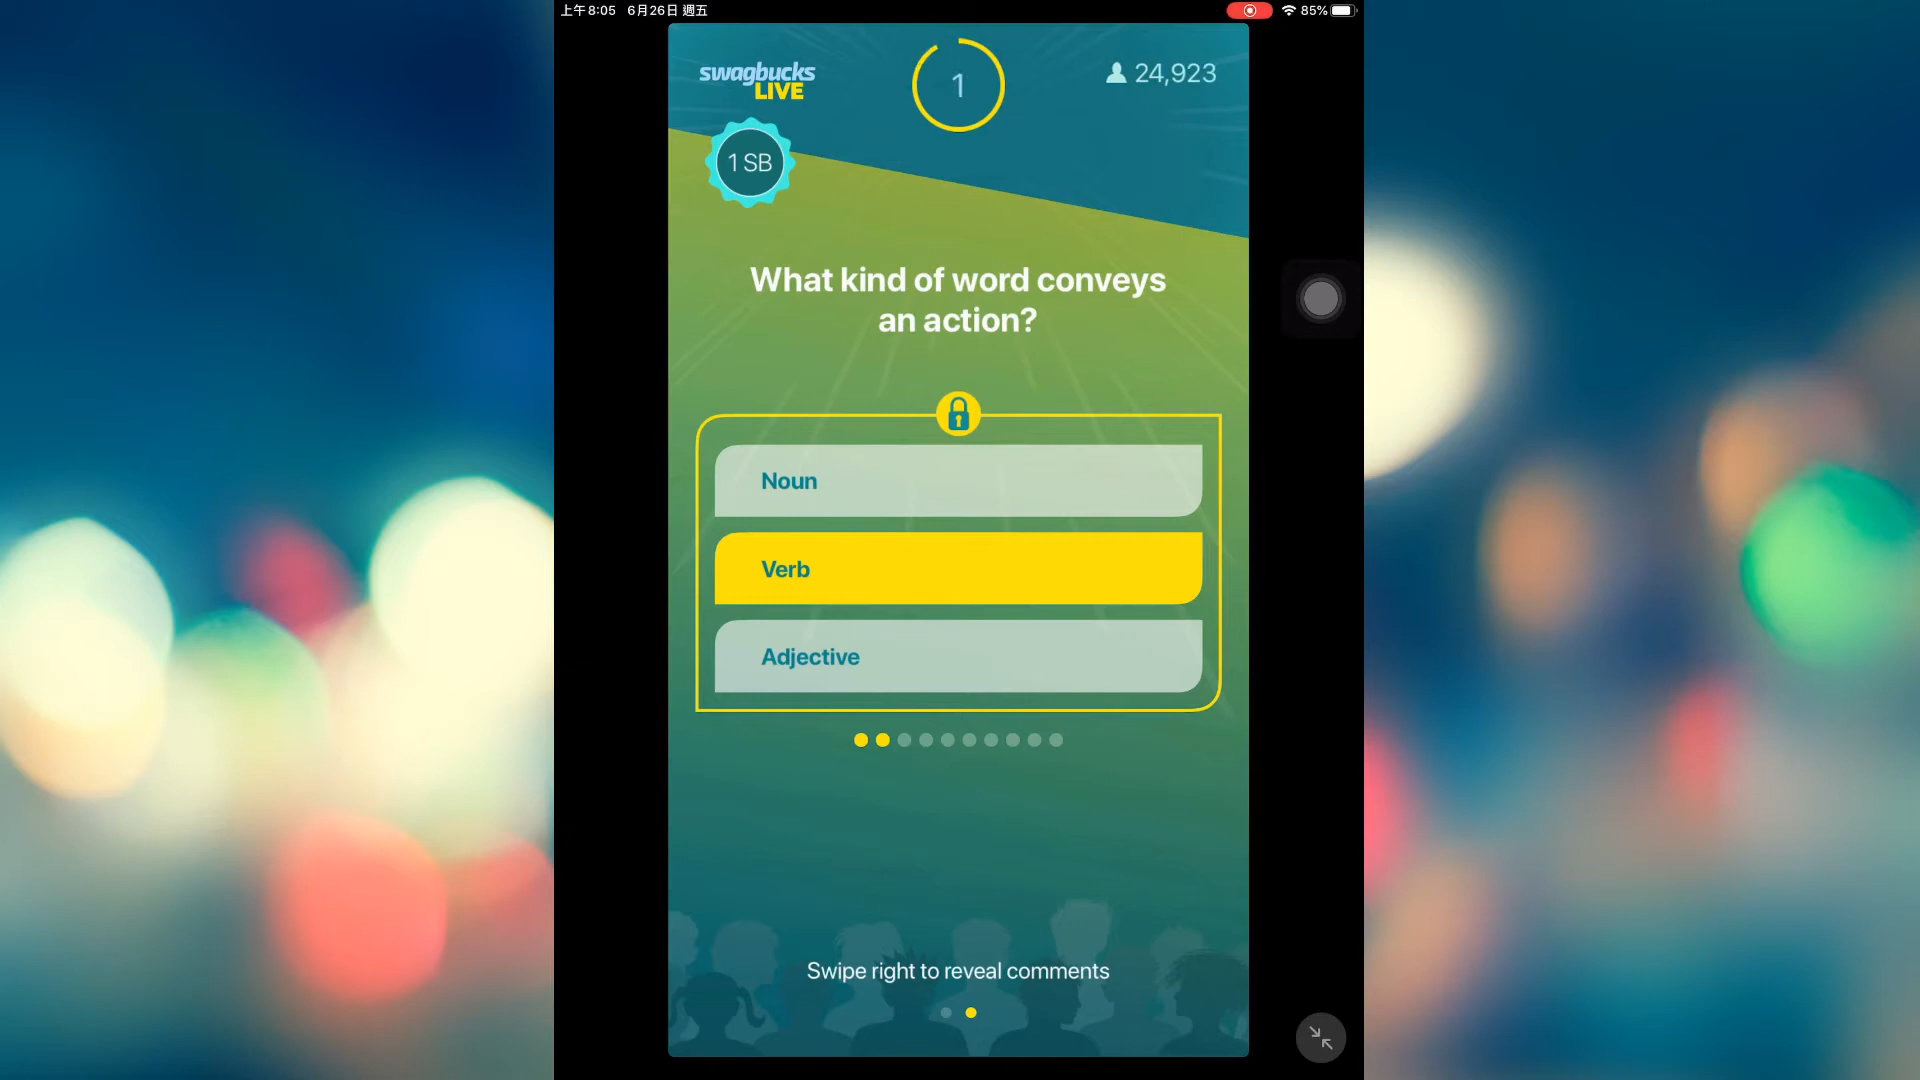 上午8:05 6月26日 週五
85%
swagbucks
LIVE
1
24,923
1 SB
What kind of word conveys
an action?
Noun
Verb
Adjective
Swipe right to reveal comments